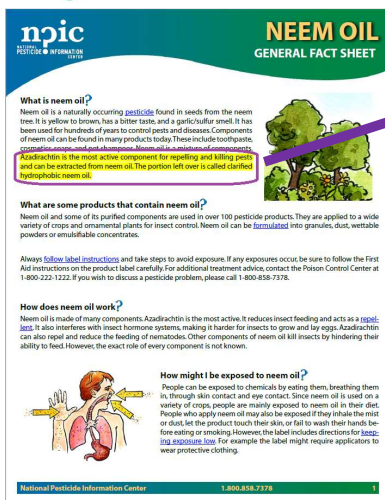 npic
NATIONAL
PESTICIDE INFORMATION
CENTER
NEEM OIL
GENERAL FACT SHEET
What is neem oil?
Neem oil is a naturally occurring pesticide found in seeds from the neem
tree. It is yellow to brown, has a bitter taste, and a garlic/sulfur smell. It has
been used for hundreds of years to control pests and diseases. Components
of neem oil can be found in many products today. These include toothpaste,
cosmetics, soaps, and pet shampoos. Neem oil is a mixture of components.
Azadirachtin is the most active component for repelling and killing pests
and can be extracted from neem oil. The portion left over is called clarified
hydrophobic neem oil.
What are some products that contain neem oil?
Neem oil and some of its purified components are used in over 100 pesticide products. They are applied to a wide
variety of crops and ornamental plants for insect control. Neem oil can be formulated into granules, dust, wettable
powders or emulsifiable concentrates.
Always follow label instructions and take steps to avoid exposure. If any exposures occur, be sure to follow the First
Aid instructions on the product label carefully. For additional treatment advice, contact the Poison Control Center at
1-800-222-1222. If you wish to discuss a pesticide problem, please call 1-800-858-7378.
How does neem oil work?
Neem oil is made of many components. Azadirachtin is the most active. It reduces insect feeding and acts as a repel-
lent. It also interferes with insect hormone systems, making it harder for insects to grow and lay eggs. Azadirachtin
can also repel and reduce the feeding of nematodes. Other components of neem oil kill insects by hindering their
ability to feed. However, the exact role of every component is not known.
How might I be exposed to neem oil?
People can be exposed to chemicals by eating them, breathing them
in, through skin contact and eye contact. Since neem oil is used on a
variety of crops, people are mainly exposed to neem oil in their diet.
People who apply neem oil may also be exposed if they inhale the mist
or dust, let the product touch their skin, or fail to wash their hands be-
fore eating or smoking. However, the label includes directions for keep-
ing exposure low. For example the label might require applicators to
wear protective clothing.
National Pesticide Information Center
1.800.858.7378
1